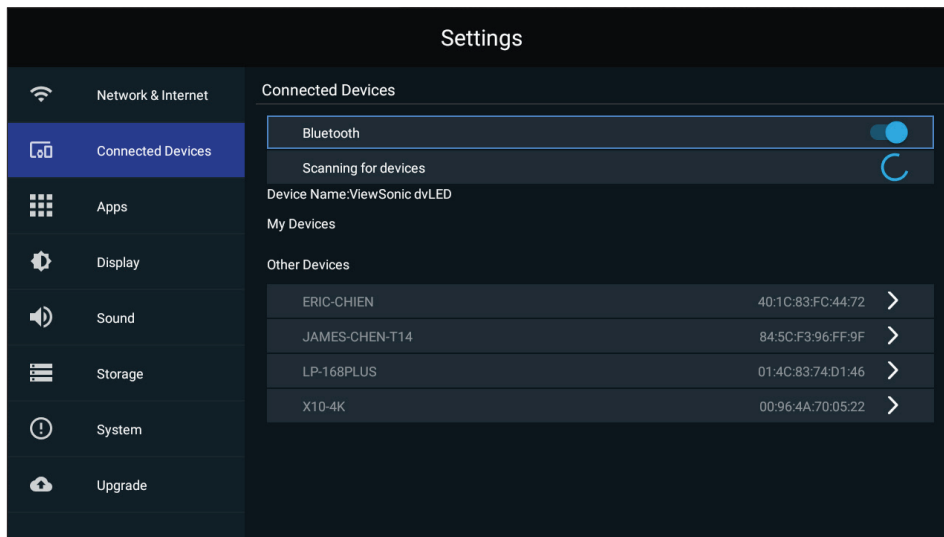 Settings
Network & Internet
Connected Devices
Apps
Display
Sound
Storage
System
Upgrade
Connected Devices
Bluetooth
Scanning for devices
Device Name:ViewSonic dvLED
My Devices
Other Devices
ERIC-CHIEN 40:1C:83:FC:44:72
JAMES-CHEN-T14 84:5C:F3:96:FF:9F
LP-168PLUS 01:4C:83:74:D1:46
X10-4K 00:96:4A:70:05:22